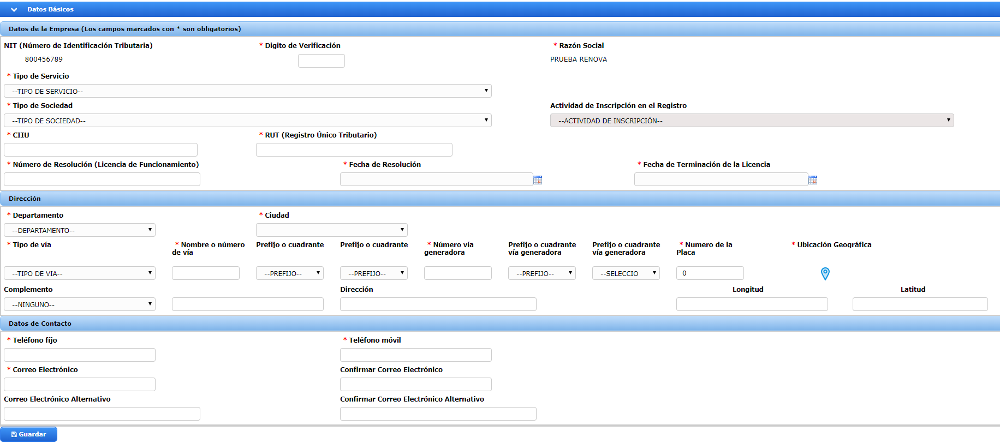 Datos Básicos
Datos de la Empresa (Los campos marcados con * son obligatorios)
NIT (Número de Identificación Tributaria) * Digito de Verificación * Razón Social
800456789 PRUEBA RENOVA
* Tipo de Servicio
--TIPO DE SERVICIO--
* Tipo de Sociedad Actividad de Inscripción en el Registro
--TIPO DE SOCIEDAD-- --ACTIVIDAD DE INSCRIPCIÓN--
* CIIU * RUT (Registro Único Tributario)
* Número de Resolución (Licencia de Funcionamiento) * Fecha de Resolución * Fecha de Terminación de la Licencia
Dirección
* Departamento * Ciudad
--DEPARTAMENTO--
* Tipo de vía * Nombre o número de vía Prefijo o cuadrante Prefijo o cuadrante * Número vía generadora Prefijo o cuadrante vía generadora Prefijo o cuadrante vía generadora * Numero de la Placa * Ubicación Geográfica
--TIPO DE VIA-- --PREFIJO-- --PREFIJO-- --PREFIJO-- --SELECCIO 0
Complemento Dirección Longitud Latitud
--NINGUNO--
Datos de Contacto
* Teléfono fíjo * Teléfono móvil
* Correo Electrónico Confirmar Correo Electrónico
Correo Electrónico Alternativo Confirmar Correo Electrónico Alternativo
Guardar